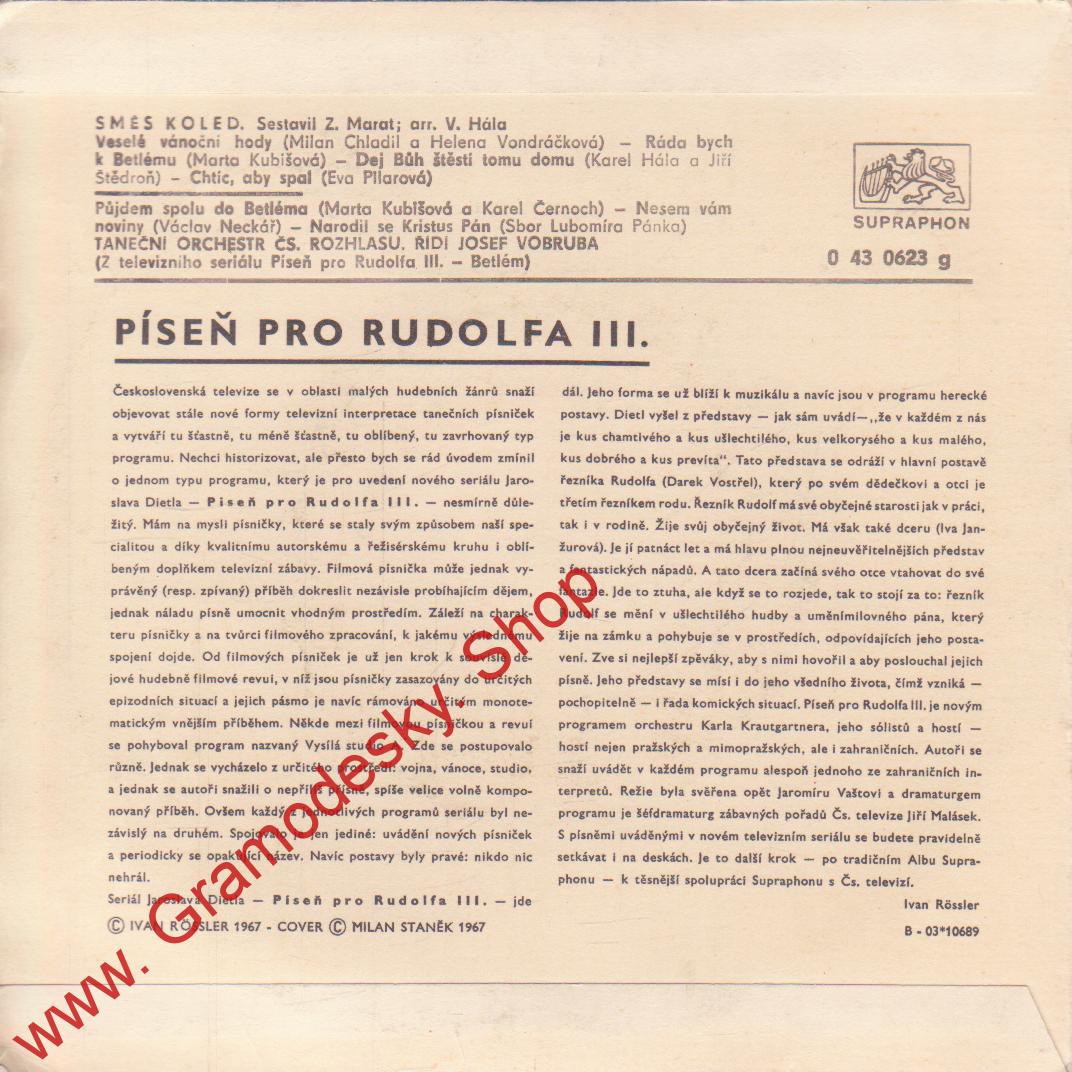 SMĚS KOLED. Sestavil Z. Marat; arr. V. Hála
Veselé vánoční hody (Milan Chladil a Helena Vondráčková) – Ráda bych
k Betlému (Marta Kubišová) – Dej Bůh štěstí tomu domu (Karel Hála a Jiří
Štědroň) – Chtíc, aby spal (Eva Pilarová)
Půjdem spolu do Betléma (Marta Kubišová a Karel Černoch) – Nesem vám
noviny (Václav Neckář) – Narodil se Kristus Pán (Sbor Lubomíra Pánka)
TANEČNÍ ORCHESTR ČS. ROZHLASU. ŘÍDÍ JOSEF VOBRUBA
(Z televizního seriálu Píseň pro Rudolfa III. – Betlém)
SUPRAPHON
0 43 0623 g
PÍSEŇ PRO RUDOLFA III.
Československá televize se v oblasti malých hudebních žánrů snaží
objevovat stále nové formy televizní interpretace tanečních písniček
a vytváří tu šťastně, tu méně šťastně, tu oblíbený, tu zavrhovaný typ
programu. Nechci historizovat, ale přesto bych se rád úvodem zmínil
o jednom typu programu, který je pro uvedení nového seriálu Jaro-
slava Dietla – Píseň pro Rudolfa III. – nesmírně důle-
žitý. Mám na mysli písničky, které se staly svým způsobem naší spe-
cialitou a díky kvalitnímu autorskému a režisérskému kruhu i oblí-
beným doplňkem televizní zábavy. Filmová písnička může jednak vy-
právěný (resp. zpívaný) příběh dokreslit nezávisle probíhajícím dějem,
jednak náladu písně umocnit vhodným prostředím. Záleží na charak-
teru písničky a na tvůrci filmového zpracování, k jakému výslednému
spojení dojde. Od filmových písniček je už jen krok k souvislé dě-
jové hudebně filmové revui, v níž jsou písničky zasazovány do určitých
epizodních situací a jejich pásmo je navíc rámováno určitým monote-
matickým vnějším příběhem. Někde mezi filmovou písničkou a revuí
se pohyboval program nazvaný Vysílá studio A. Zde se postupovalo
různě. Jednak se vycházelo z určitého prostředí: vojna, vánoce, studio,
a jednak se autoři snažili o nepříliš přísně, spíše velice volně kompo-
novaný příběh. Ovšem každý z jednotlivých programů seriálu byl ne-
závislý na druhém. Spojovalo je jen jediné: uvádění nových písniček
a periodicky se opakující název. Navíc postavy byly pravé: nikdo nic
nehrál.
Seriál Jaroslava Dietla – Píseň pro Rudolfa III. – jde
dál. Jeho forma se už blíží k muzikálu a navíc jsou v programu herecké
postavy. Dietl vyšel z představy – jak sám uvádí–„že v každém z nás
je kus chamtivého a kus ušlechtilého, kus velkorysého a kus malého,
kus dobrého a kus prevíta“. Tato představa se odráží v hlavní postavě
řezníka Rudolfa (Darek Vostřel), který po svém dědečkovi a otci je
třetím řezníkem rodu. Řezník Rudolf má své obyčejné starosti jak v práci,
tak i v rodině. Žije svůj obyčejný život. Má však také dceru (Iva Jan-
žurová). Je jí patnáct let a má hlavu plnou nejneuvěřitelnějších představ
a fantastických nápadů. A tato dcera začíná svého otce vtahovat do své
fantazie. Jde to ztuha, ale když se to rozjede, tak to stojí za to: řezník
Rudolf se mění v ušlechtilého hudby a uměnímilovného pána, který
žije na zámku a pohybuje se v prostředích, odpovídajících jeho posta-
vení. Zve si nejlepší zpěváky, aby s nimi hovořil a aby poslouchal jejich
písně. Jeho představy se mísí i do jeho všedního života, čímž vzniká –
pochopitelně – i řada komických situací. Píseň pro Rudolfa III. je novým
programem orchestru Karla Krautgartnera, jeho sólistů a hostí –
hostí nejen pražských a mimopražských, ale i zahraničních. Autoři se
snaží uvádět v každém programu alespoň jednoho ze zahraničních in-
terpretů. Režie byla svěřena opět Jaromíru Vaštovi a dramaturgem
programu je šéfdramaturg zábavných pořadů Čs. televize Jiří Malásek.
S písněmi uváděnými v novém televizním seriálu se budete pravidelně
setkávat i na deskách. Je to další krok – po tradičním Albu Supra-
phonu – k těsnější spolupráci Supraphonu s Čs. televizí.
Ivan Rössler
© IVAN RÖSSLER 1967 - COVER © MILAN STANĚK 1967
B - 03*10689
www. Gramodesky. Shop